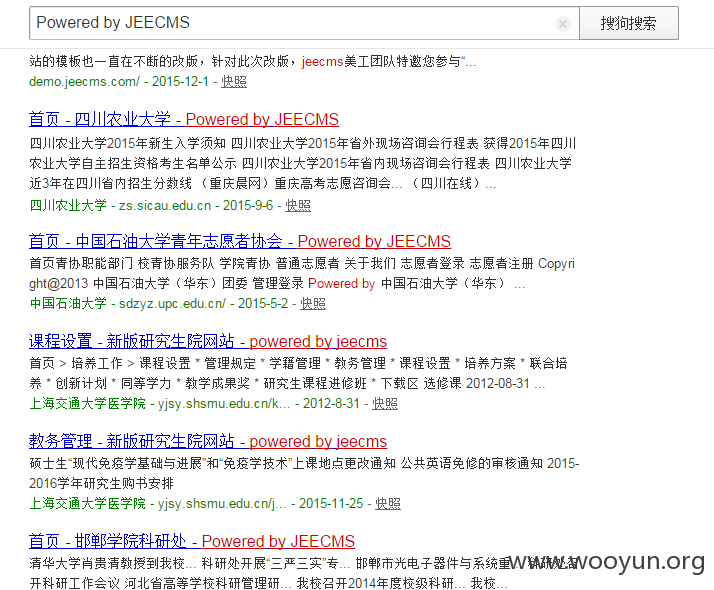 Powered by JEECMS
搜狗搜索
站的模板也一直在不断的改版，针对此次改版，jeecms美工团队特邀您参与“...
demo.jeecms.com/ - 2015-12-1 - 快照
首页 - 四川农业大学 - Powered by JEECMS
四川农业大学2015年新生入学须知 四川农业大学2015年省外现场咨询会行程表 获得2015年四川
农业大学自主招生资格考生名单公示 四川农业大学2015年省内现场咨询会行程表 四川农业大学
近3年在四川省内招生分数线 （重庆晨网）重庆高考志愿咨询会... （四川在线）...
四川农业大学 - zs.sicau.edu.cn - 2015-9-6 - 快照
首页 - 中国石油大学青年志愿者协会 - Powered by JEECMS
首页青协职能部门 校青协服务队 学院青协 普通志愿者 关于我们 志愿者登录 志愿者注册 Copyri
ght@2013 中国石油大学（华东）团委 管理登录 Powered by 中国石油大学（华东） ...
中国石油大学 - sdzyz.upc.edu.cn/ - 2015-5-2 - 快照
课程设置 - 新版研究生院网站 - powered by jeecms
首页 > 培养工作 > 课程设置 * 管理规定 * 学籍管理 * 教务管理 * 课程设置 * 培养方案 * 联合培
养 * 创新计划 * 同等学力 * 教学成果奖 * 研究生课程进修班 * 下载区 选修课 2012-08-31 ...
上海交通大学医学院 - yjsy.shsmu.edu.cn/k... - 2012-8-31 - 快照
教务管理 - 新版研究生院网站 - powered by jeecms
硕士生“现代免疫学基础与进展”和“免疫学技术”上课地点更改通知 公共英语免修的审核通知 2015-
2016学年研究生购书安排
上海交通大学医学院 - yjsy.shsmu.edu.cn/j... - 2015-11-25 - 快照
首页 - 邯郸学院科研处 - Powered by JEECMS
清华大学肖贵清教授到我校... 科研处开展“三严三实”专... 邯郸市光电子器件与系统重
开科研工作会议 河北省高等学校科研管理研... 我校召开2014年度校级科研... 我校...
www.wooyun.org